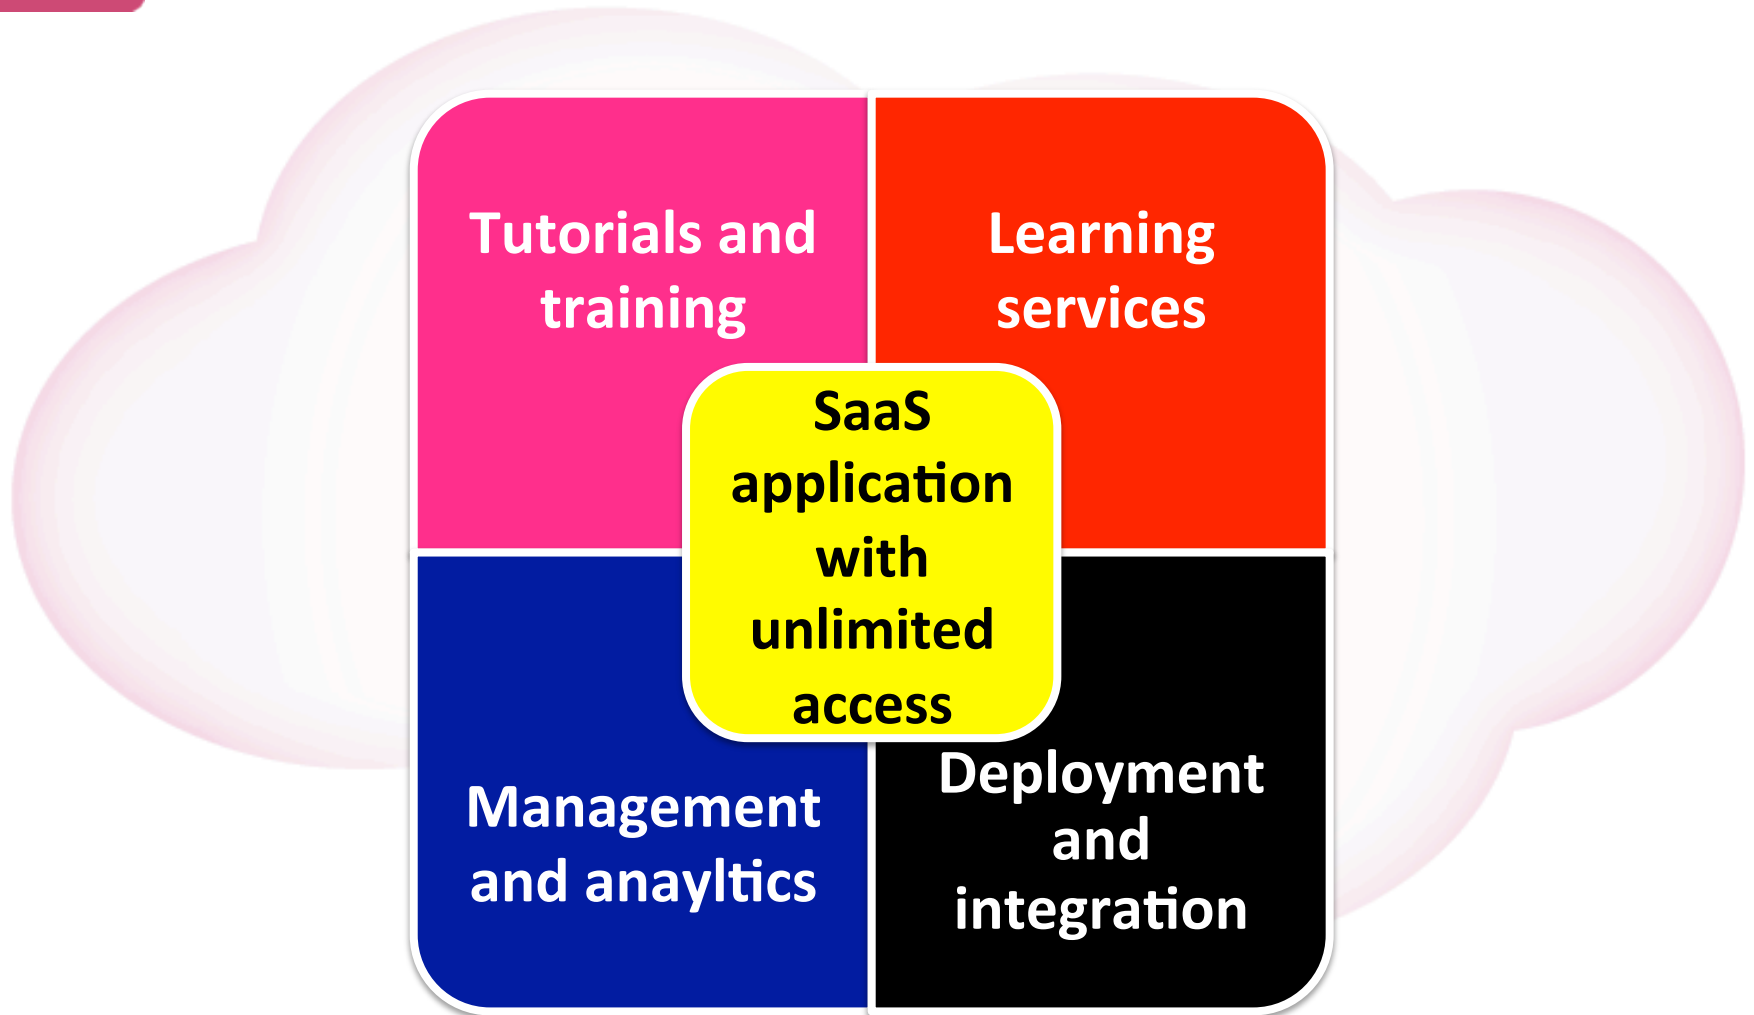 Tutorials and
training
Learning
services
SaaS
application
with
unlimited
access
Management
and anayltics
Deployment
and
integration